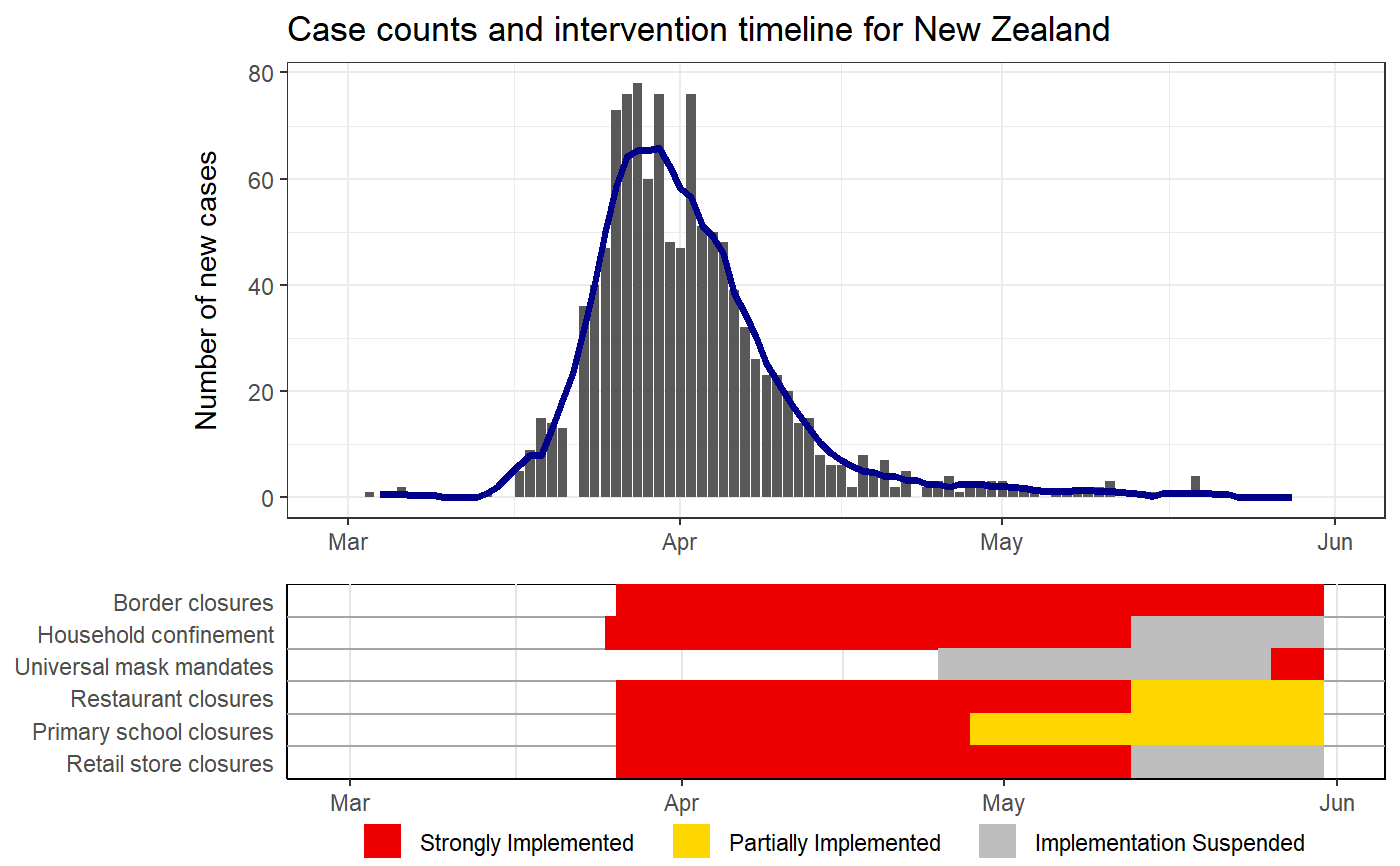 Case counts and intervention timeline for New Zealand
Number of new cases
80
60
40
20
0
Mar Apr May Jun
Border closures
Household confinement
Universal mask mandates
Restaurant closures
Primary school closures
Retail store closures
Mar Apr May Jun
Strongly Implemented Partially Implemented Implementation Suspended